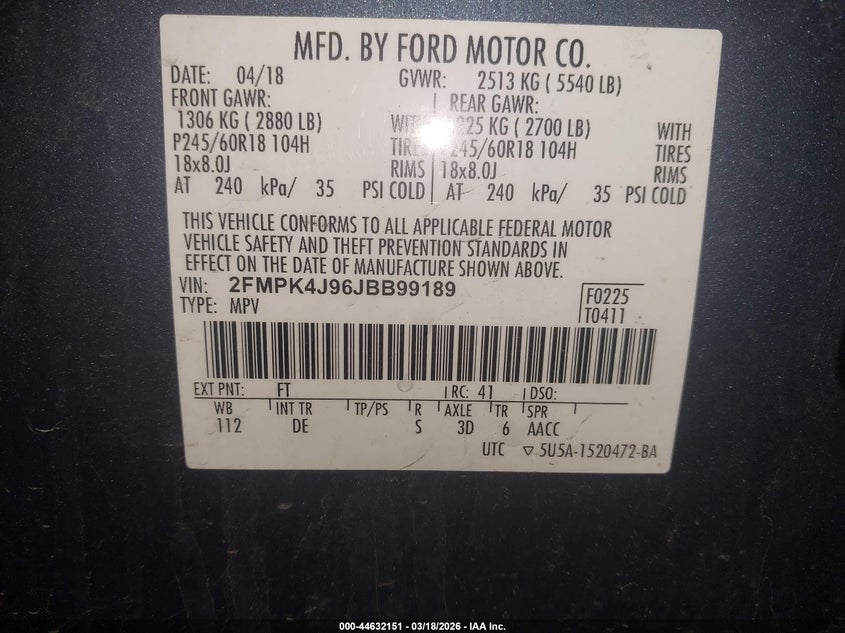 MFD. BY FORD MOTOR CO.
DATE: 04/18 GVWR: 2513 KG ( 5540 LB)
FRONT GAWR: REAR GAWR:
1306 KG ( 2880 LB) WITH KG ( 2700 LB) WITH
P245/60R18 104H TIRES P245/60R18 104H TIRES
18x8.0J RIMS 18x8.0J RIMS
AT 240 kPa/ 35 PSI COLD AT 240 kPa/ 35 PSI COLD
THIS VEHICLE CONFORMS TO ALL APPLICABLE FEDERAL MOTOR
VEHICLE SAFETY AND THEFT PREVENTION STANDARDS IN
EFFECT ON THE DATE OF MANUFACTURE SHOWN ABOVE.
VIN: 2FMPK4J96JBB99189 F0225
TYPE: MPV T0411
EXT PNT: FT RC: 41 DSO:
WB INT TR TP/PS R AXLE TR SPR
112 DE S 3D 6 AACC
UTC ▽ 5U5A-1520472-BA
000-44632151 — 03/18/2026 — IAA Inc.